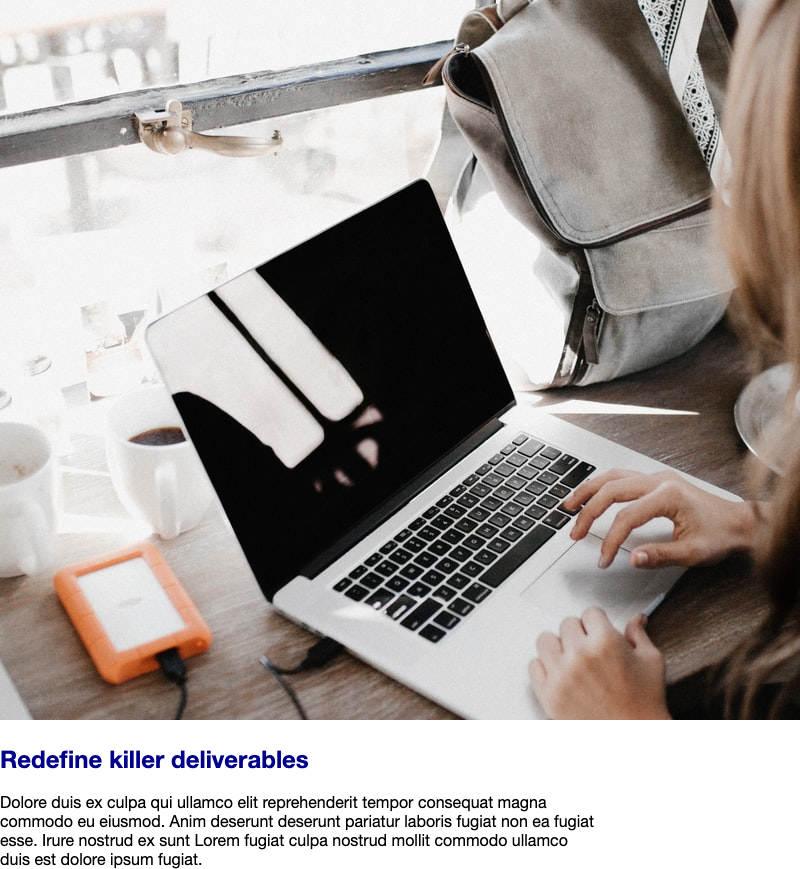 Redefine killer deliverables
Dolore duis ex culpa qui ullamco elit reprehenderit tempor consequat magna
commodo eu eiusmod. Anim deserunt deserunt pariatur laboris fugiat non ea fugiat
esse. Irure nostrud ex sunt Lorem fugiat culpa nostrud mollit commodo ullamco
duis est dolore ipsum fugiat.